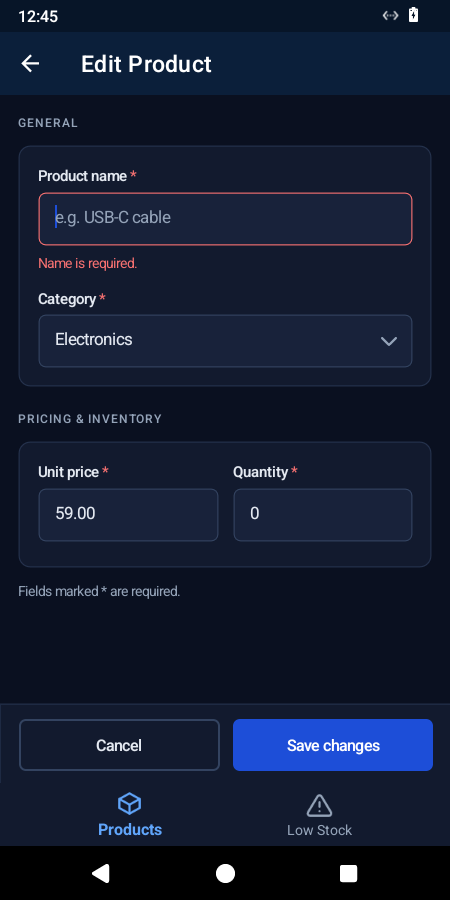 12:45
Edit Product
GENERAL
Product name *
e.g. USB-C cable
Name is required.
Category *
Electronics
PRICING & INVENTORY
Unit price *
Quantity *
59.00
0
Fields marked * are required.
Cancel
Save changes
Products
Low Stock